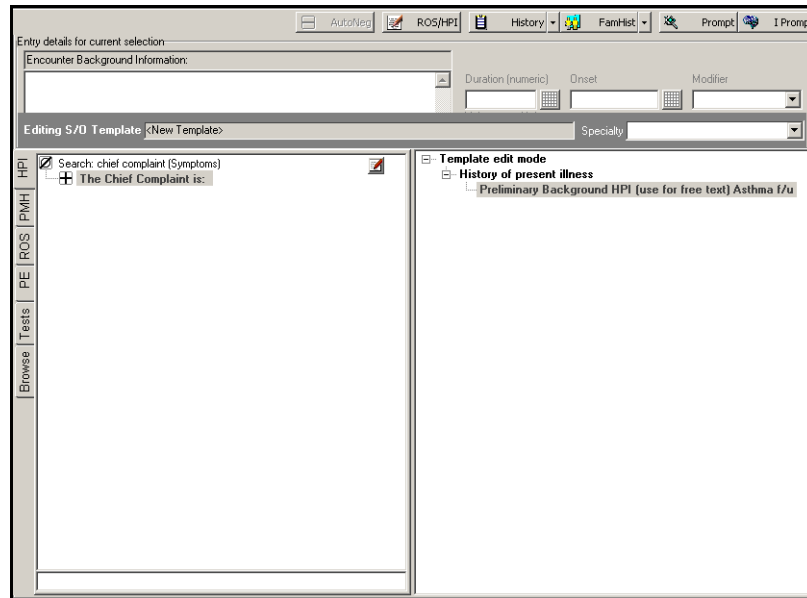 AutoNeg ROS/HPI History FamHist Prompt I Promp
Entry details for current selection
Encounter Background Information:
Duration (numeric) Onset Modifier
Editing S/O Template <New Template> Specialty
HPI
PMH
ROS
PE
Tests
Browse
Search: chief complaint (Symptoms)
The Chief Complaint is:
Template edit mode
History of present illness
Preliminary Background HPI (use for free text) Asthma f/u